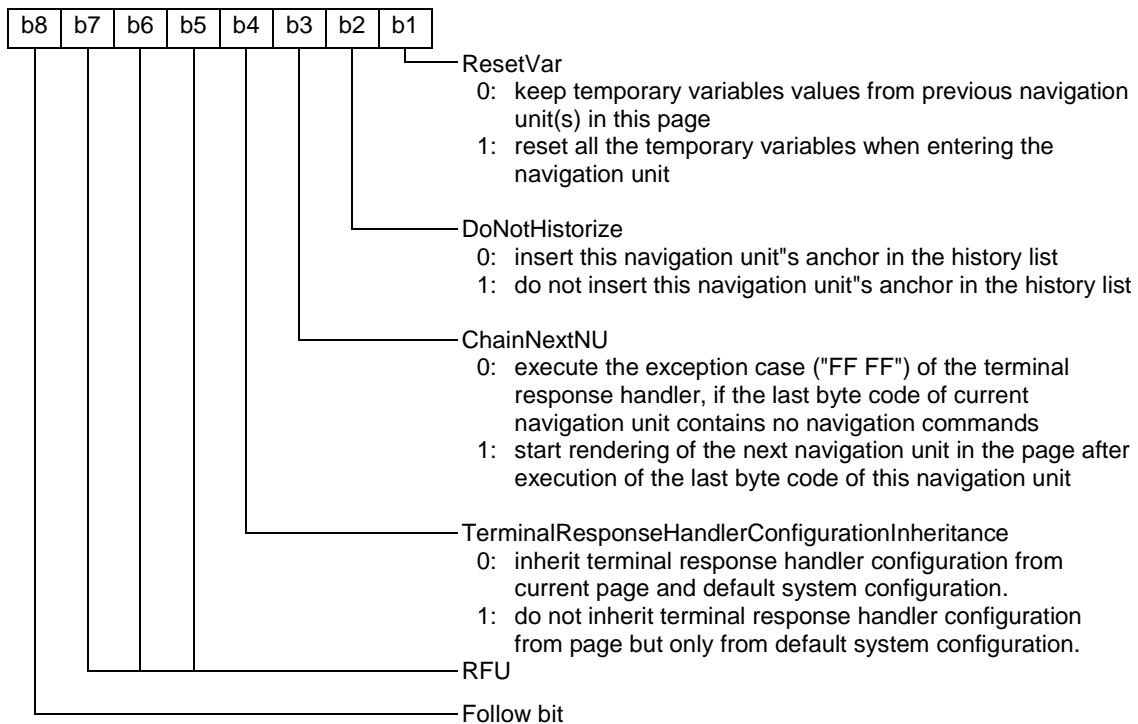 b8 b7 b6 b5 b4 b3 b2 b1
ResetVar
0: keep temporary variables values from previous navigation
unit(s) in this page
1: reset all the temporary variables when entering the
navigation unit
DoNotHistorize
0: insert this navigation unit"s anchor in the history list
1: do not insert this navigation unit"s anchor in the history list
ChainNextNU
0: execute the exception case ("FF FF") of the terminal
response handler, if the last byte code of current
navigation unit contains no navigation commands
1: start rendering of the next navigation unit in the page after
execution of the last byte code of this navigation unit
TerminalResponseHandlerConfigurationInheritance
0: inherit terminal response handler configuration from
current page and default system configuration.
1: do not inherit terminal response handler configuration
from page but only from default system configuration.
RFU
Follow bit